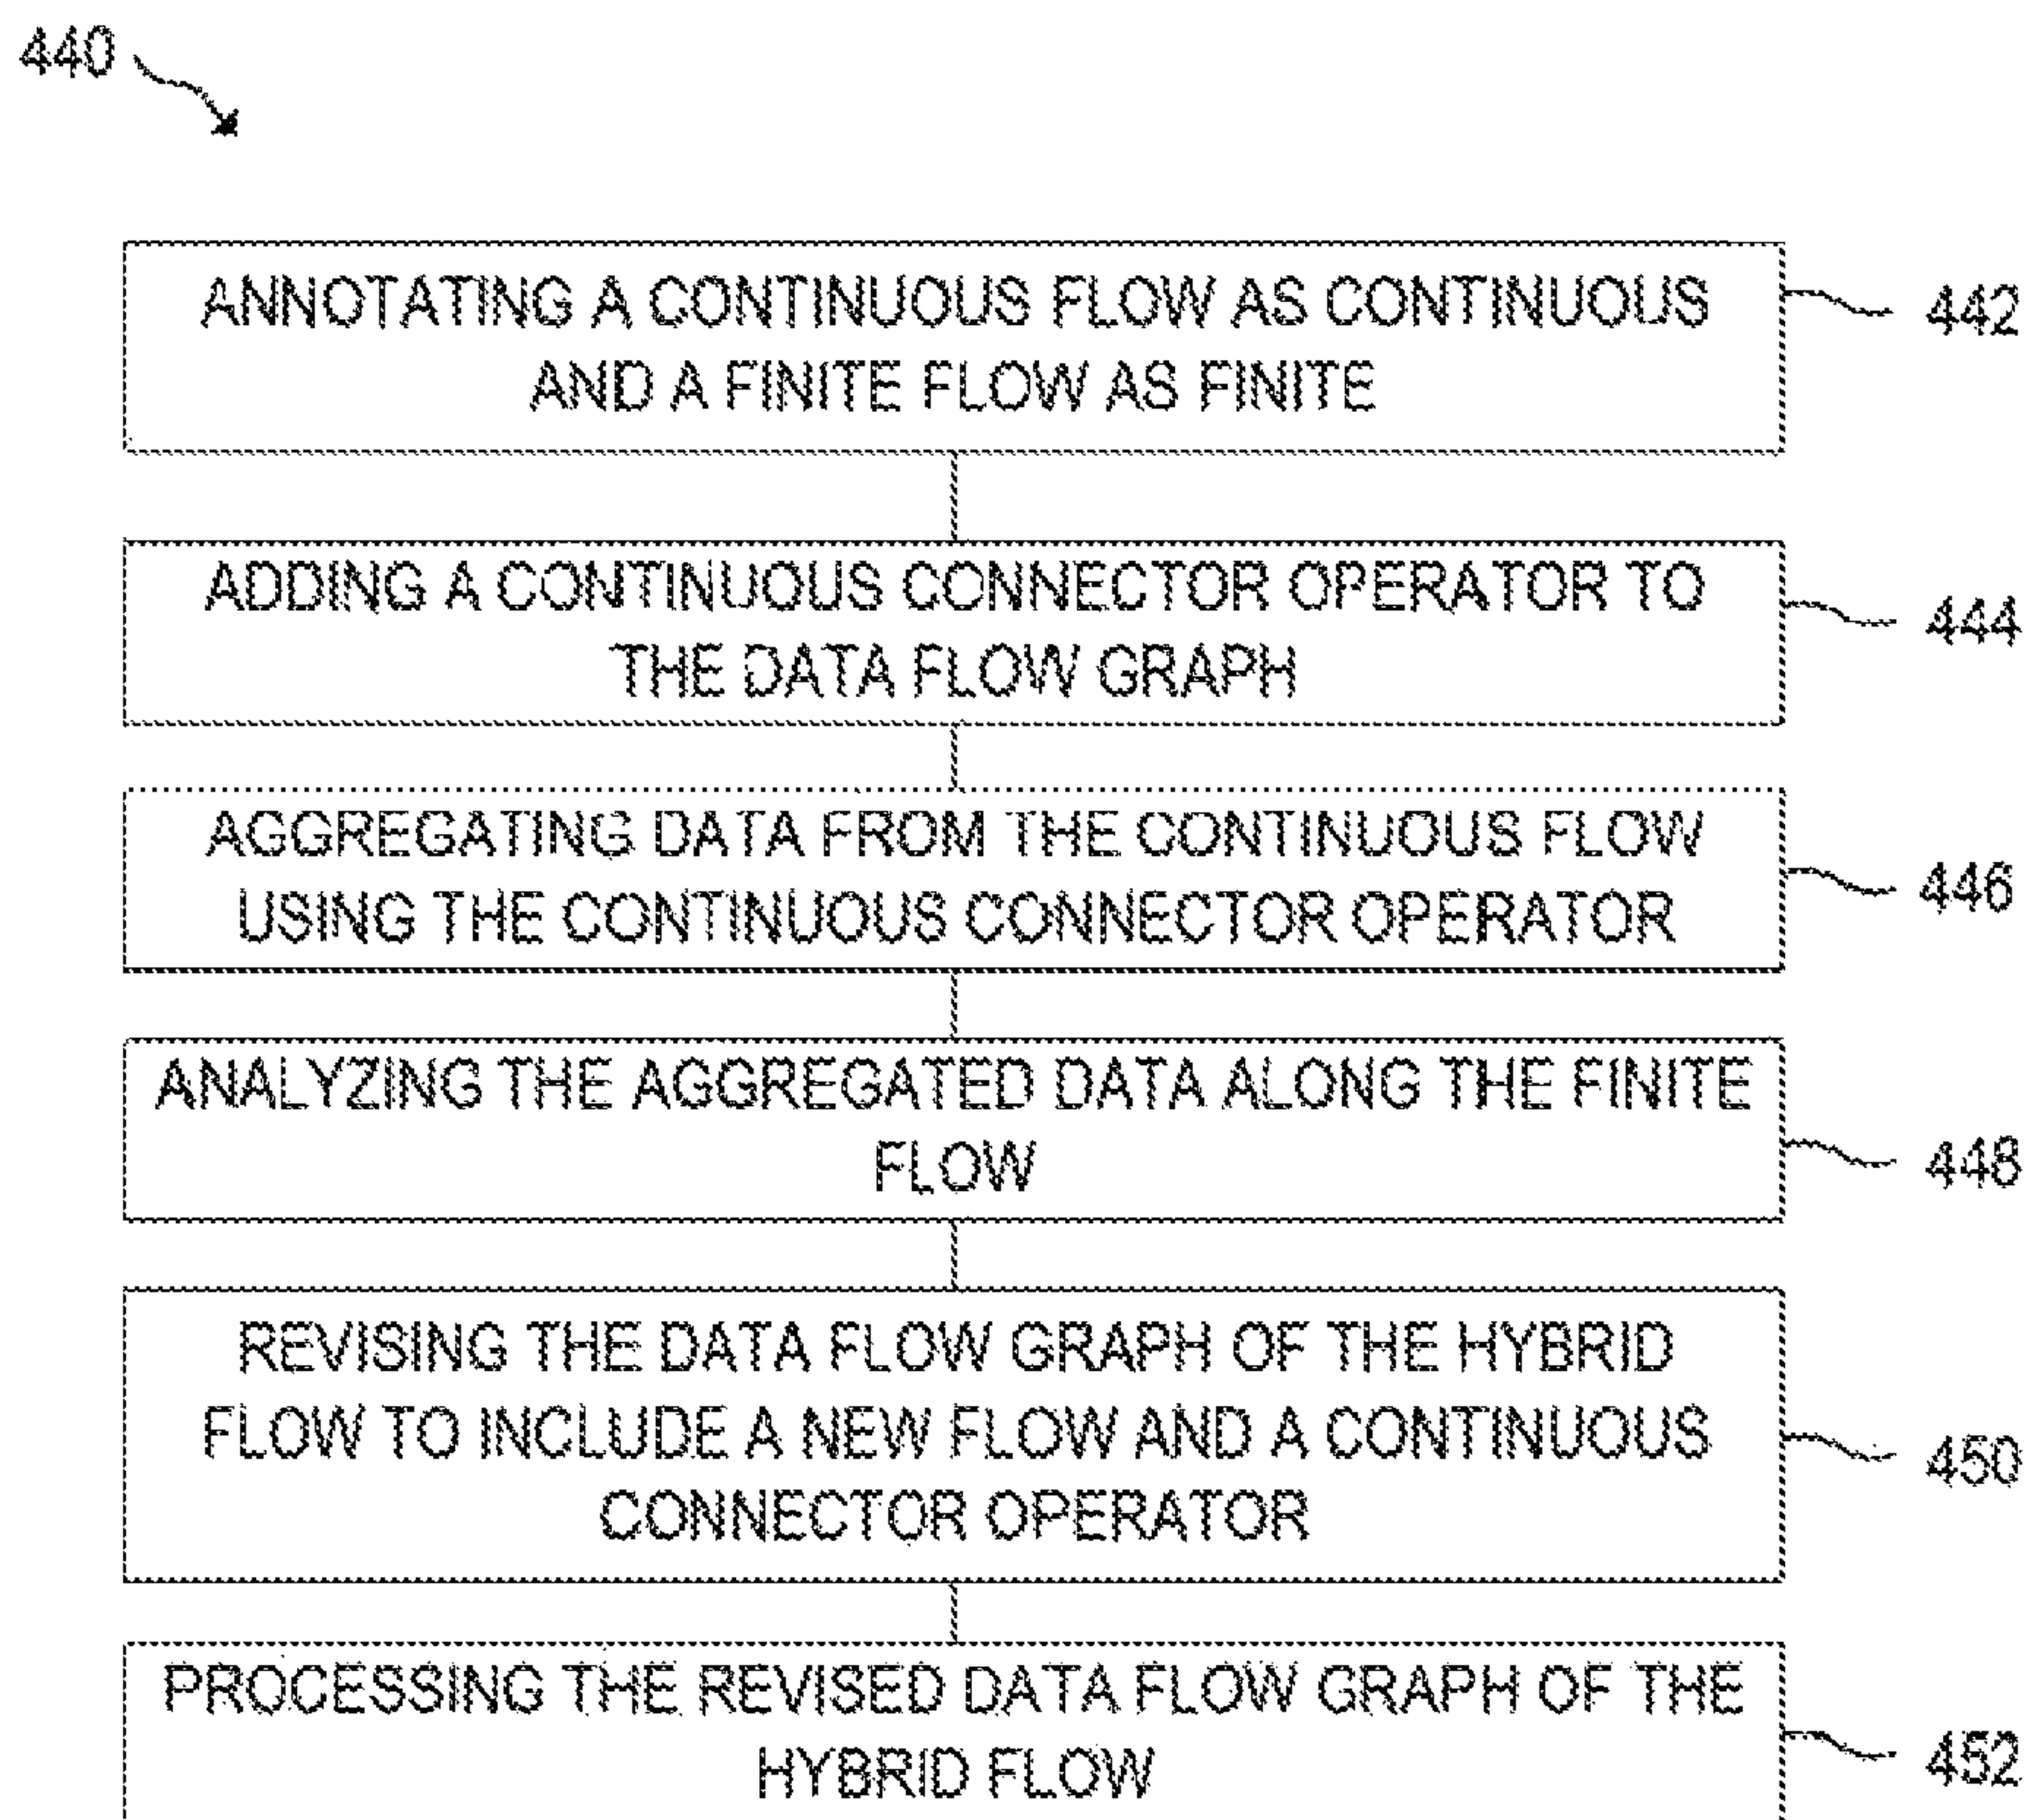 440
ANNOTATING A CONTINUOUS FLOW AS CONTINUOUS
AND A FINITE FLOW AS FINITE
442
ADDING A CONTINUOUS CONNECTOR OPERATOR TO
THE DATA FLOW GRAPH
444
AGGREGATING DATA FROM THE CONTINUOUS FLOW
USING THE CONTINUOUS CONNECTOR OPERATOR
446
ANALYZING THE AGGREGATED DATA ALONG THE FINITE
FLOW
448
REVISING THE DATA FLOW GRAPH OF THE HYBRID
FLOW TO INCLUDE A NEW FLOW AND A CONTINUOUS
CONNECTOR OPERATOR
450
PROCESSING THE REVISED DATA FLOW GRAPH OF THE
HYBRID FLOW
452